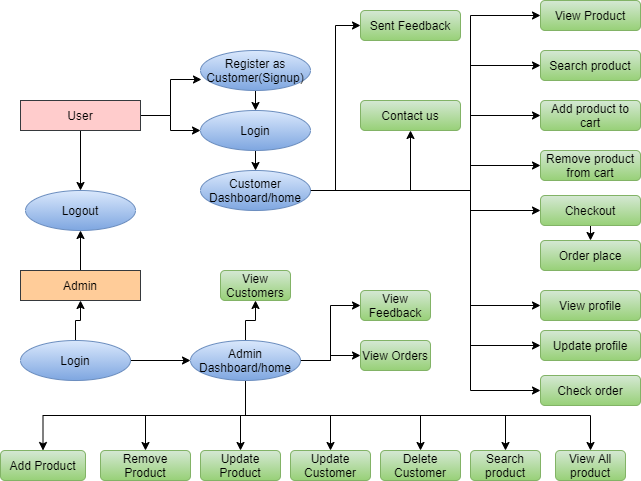 Sent Feedback
View Product
Register as
Customer(Signup)
Search product
User
Login
Contact us
Add product to
cart
Remove product
from cart
Customer
Dashboard/home
Logout
Checkout
Order place
Admin
View
Customers
View
Feedback
View profile
Login
Admin
Dashboard/home
View Orders
Update profile
Check order
Add Product
Remove
Product
Update
Product
Update
Customer
Delete
Customer
Search
product
View All
product